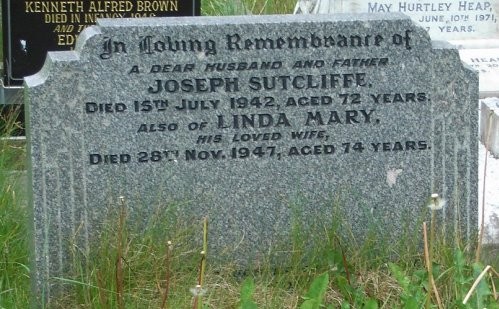 KENNETH ALFRED BROWN
DIED IN INFANCY 1948
MAY HURTLEY HEAP,
JUNE 10TH 1971,
YEARS.
In Loving Remembrance of
A DEAR HUSBAND AND FATHER
JOSEPH SUTCLIFFE,
DIED 15TH JULY 1942, AGED 72 YEARS.
ALSO OF LINDA MARY,
HIS LOVED WIFE,
DIED 28TH NOV. 1947, AGED 74 YEARS.